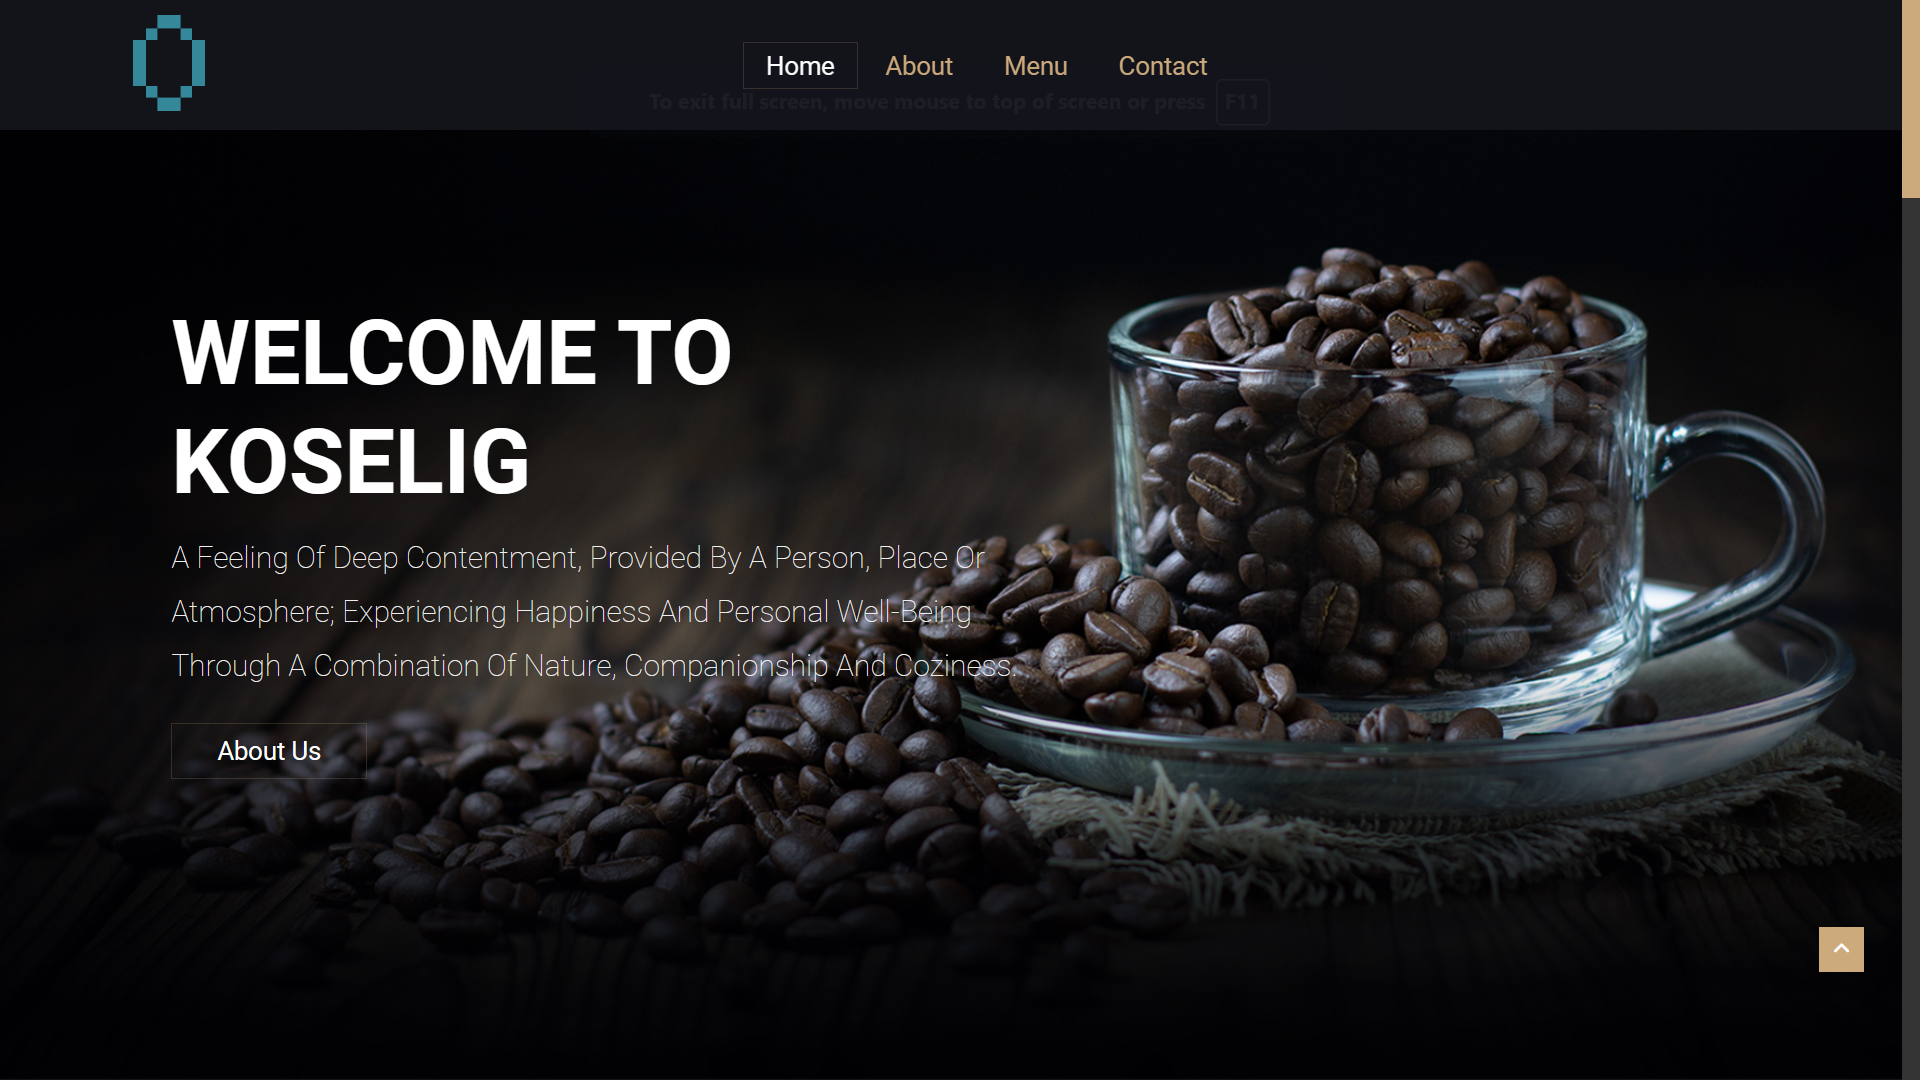 Home About Menu Contact
To exit full screen, move mouse to top of screen or press F11
WELCOME TO
KOSELIG
A Feeling Of Deep Contentment, Provided By A Person, Place Or
Atmosphere; Experiencing Happiness And Personal Well-Being
Through A Combination Of Nature, Companionship And Coziness.
About Us